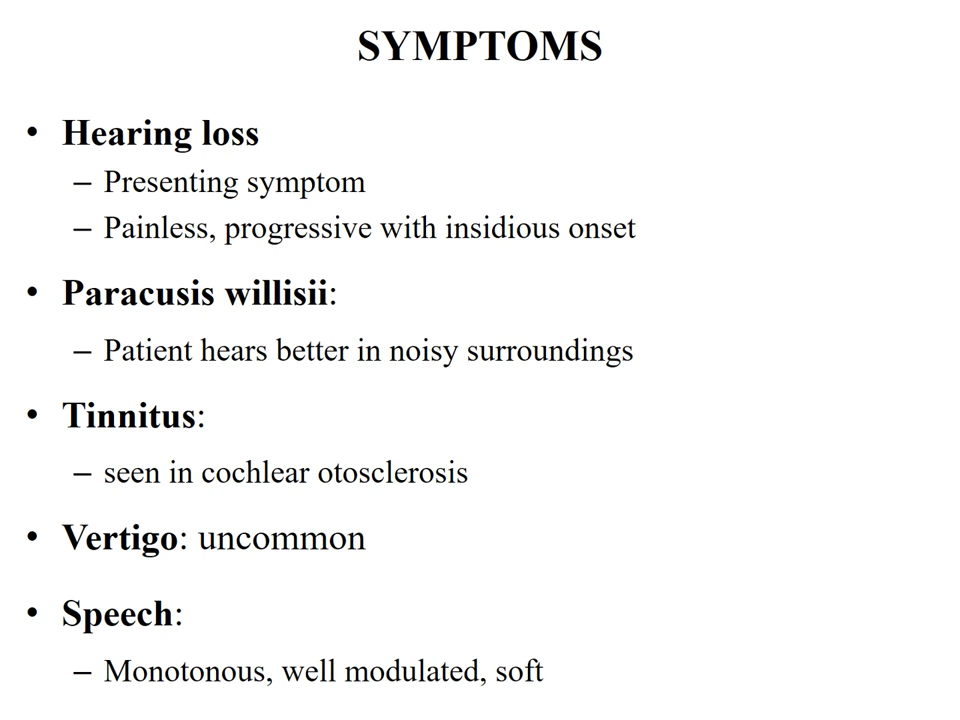 SYMPTOMS
• Hearing loss
– Presenting symptom
– Painless, progressive with insidious onset
• Paracusis willisii:
– Patient hears better in noisy surroundings
• Tinnitus:
– seen in cochlear otosclerosis
• Vertigo: uncommon
• Speech:
– Monotonous, well modulated, soft